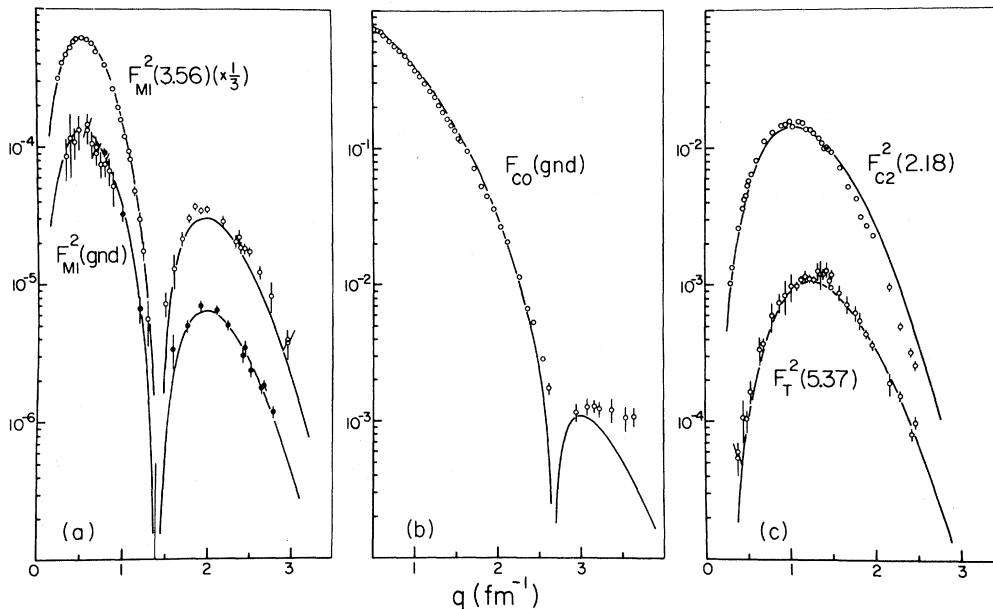 F²M1(3.56)(x⅓)
F²M1(gnd)
10⁻⁴
10⁻⁵
10⁻⁶
(a)
0 1 2 3
FCO(gnd)
10⁻¹
10⁻²
10⁻³
(b)
1 2 3
F²C2(2.18)
F²T(5.37)
10⁻²
10⁻³
10⁻⁴
(c)
0 1 2 3
q (fm⁻¹)